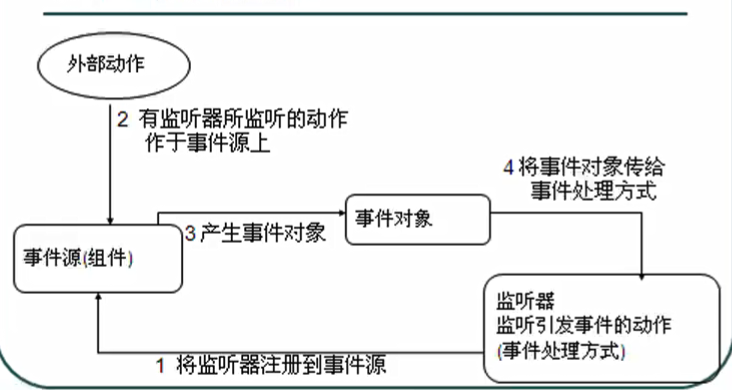 外部动作
2 有监听器所监听的动作
作于事件源上
4将事件对象传给
事件处理方式
3产生事件对象
事件对象
事件源(组件)
监听器
监听引发事件的动作
(事件处理方式)
1 将监听器注册到事件源